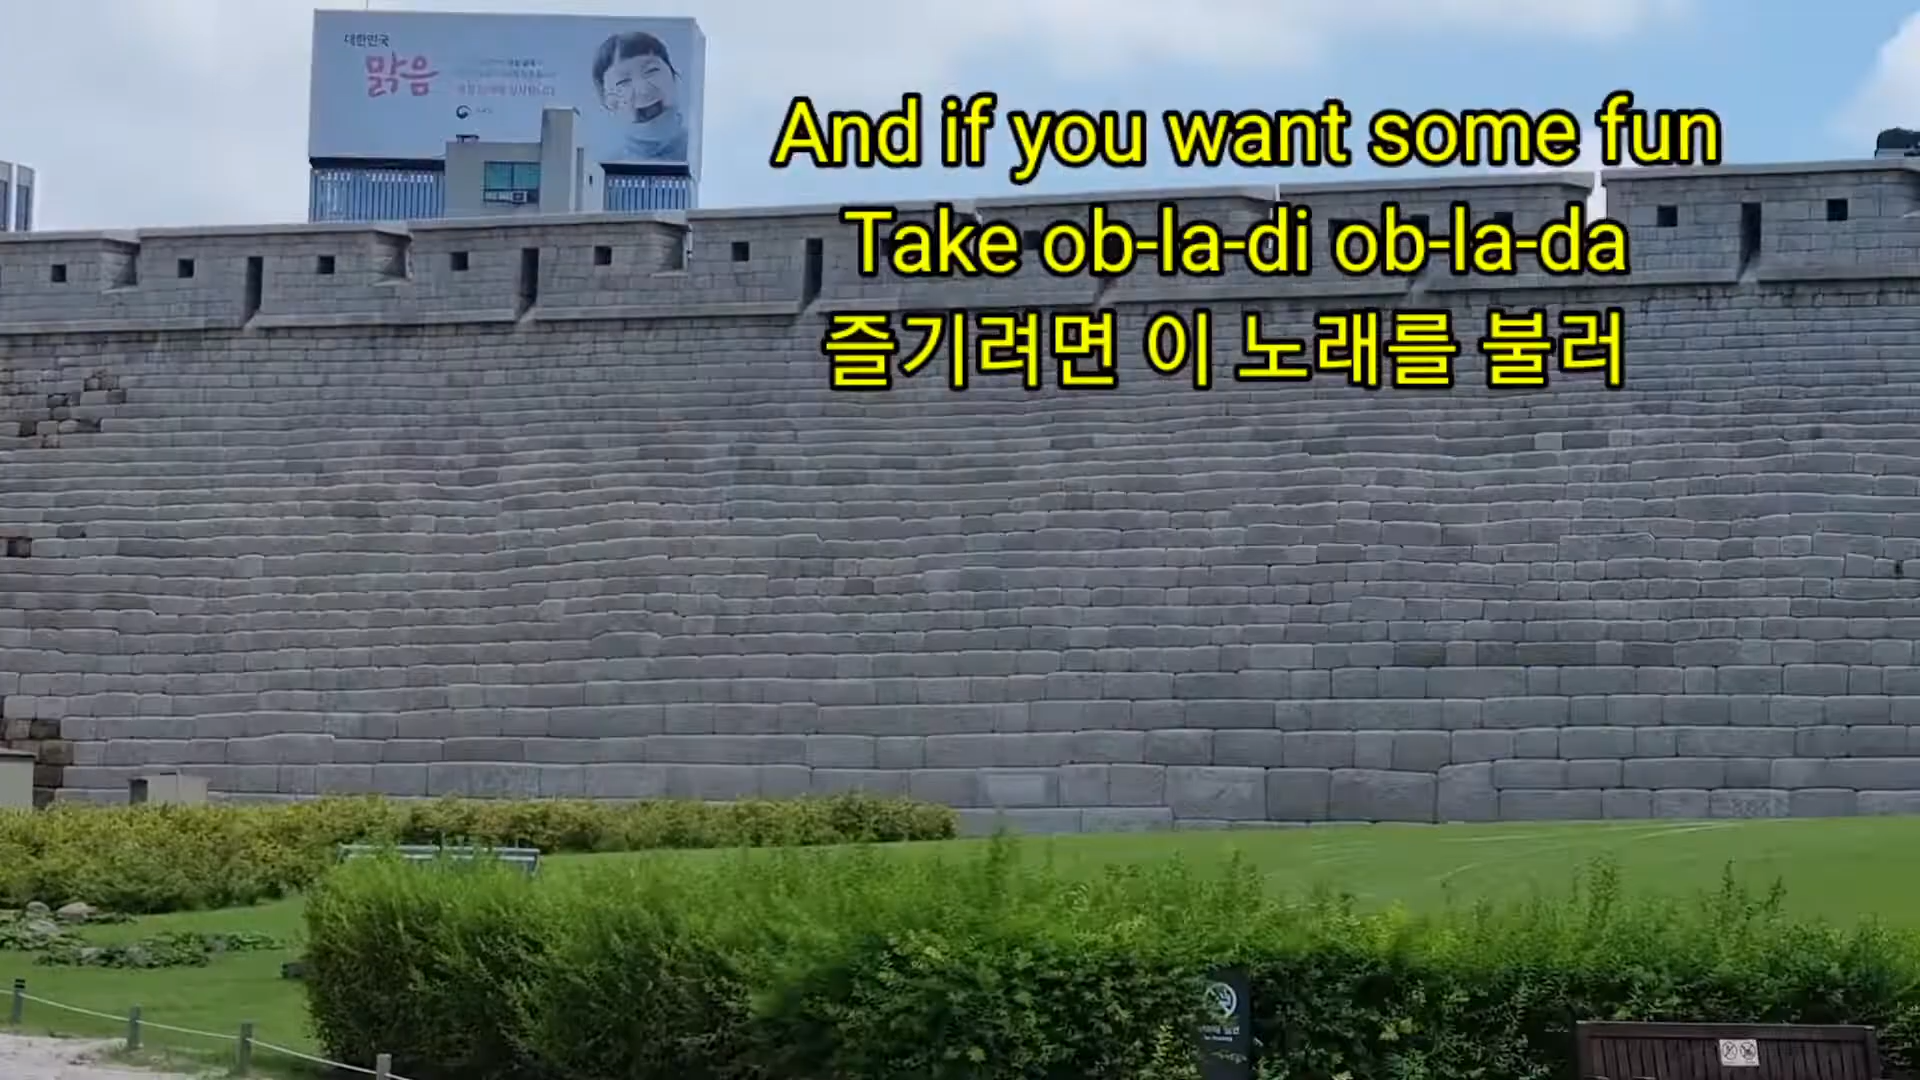 대한민국
맑음
And if you want some fun
Take ob-la-di ob-la-da
즐기려면 이 노래를 불러